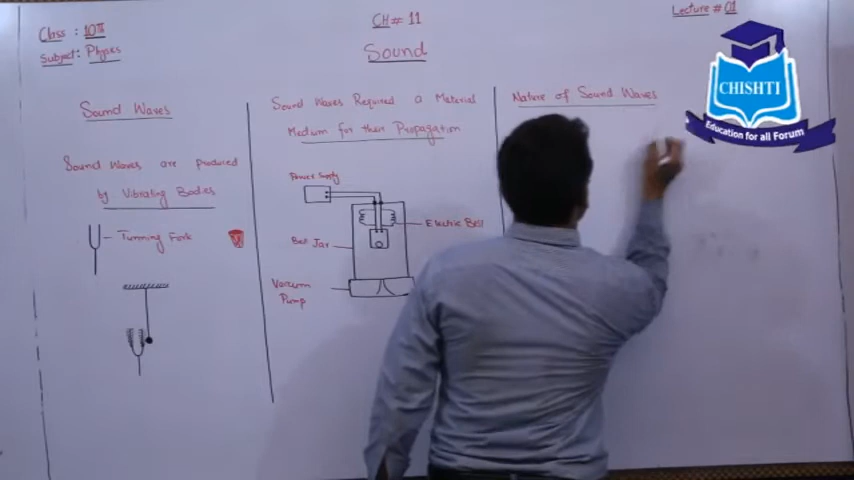 Class : 10th
Subject: Physics
CH# 11
Sound
Lecture # 01
Sound Waves
Sound Waves are produced
by Vibrating Bodies
Tunning Fork
Sound Waves Required a Material
Medium for their Propagation
Power Supply
Electric Bell
Bell Jar
Vacuum
Pump
Nature of Sound Waves
CHISHTI
Education for all Forum